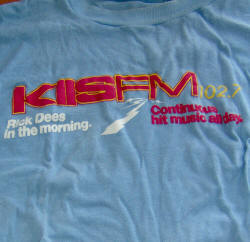 KIISFM 102.7
Rick Dees
in the morning.
Continuous
hit music all day.